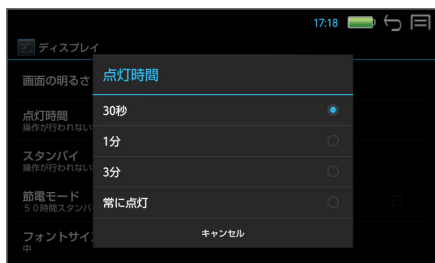 17:18
ディスプレイ
画面の明るさ
点灯時間
点灯時間
操作が行われない
30秒
1分
スタンバイ
操作が行われない
3分
節電モード
50時間スタンバ
常に点灯
キャンセル
フォントサイ
中